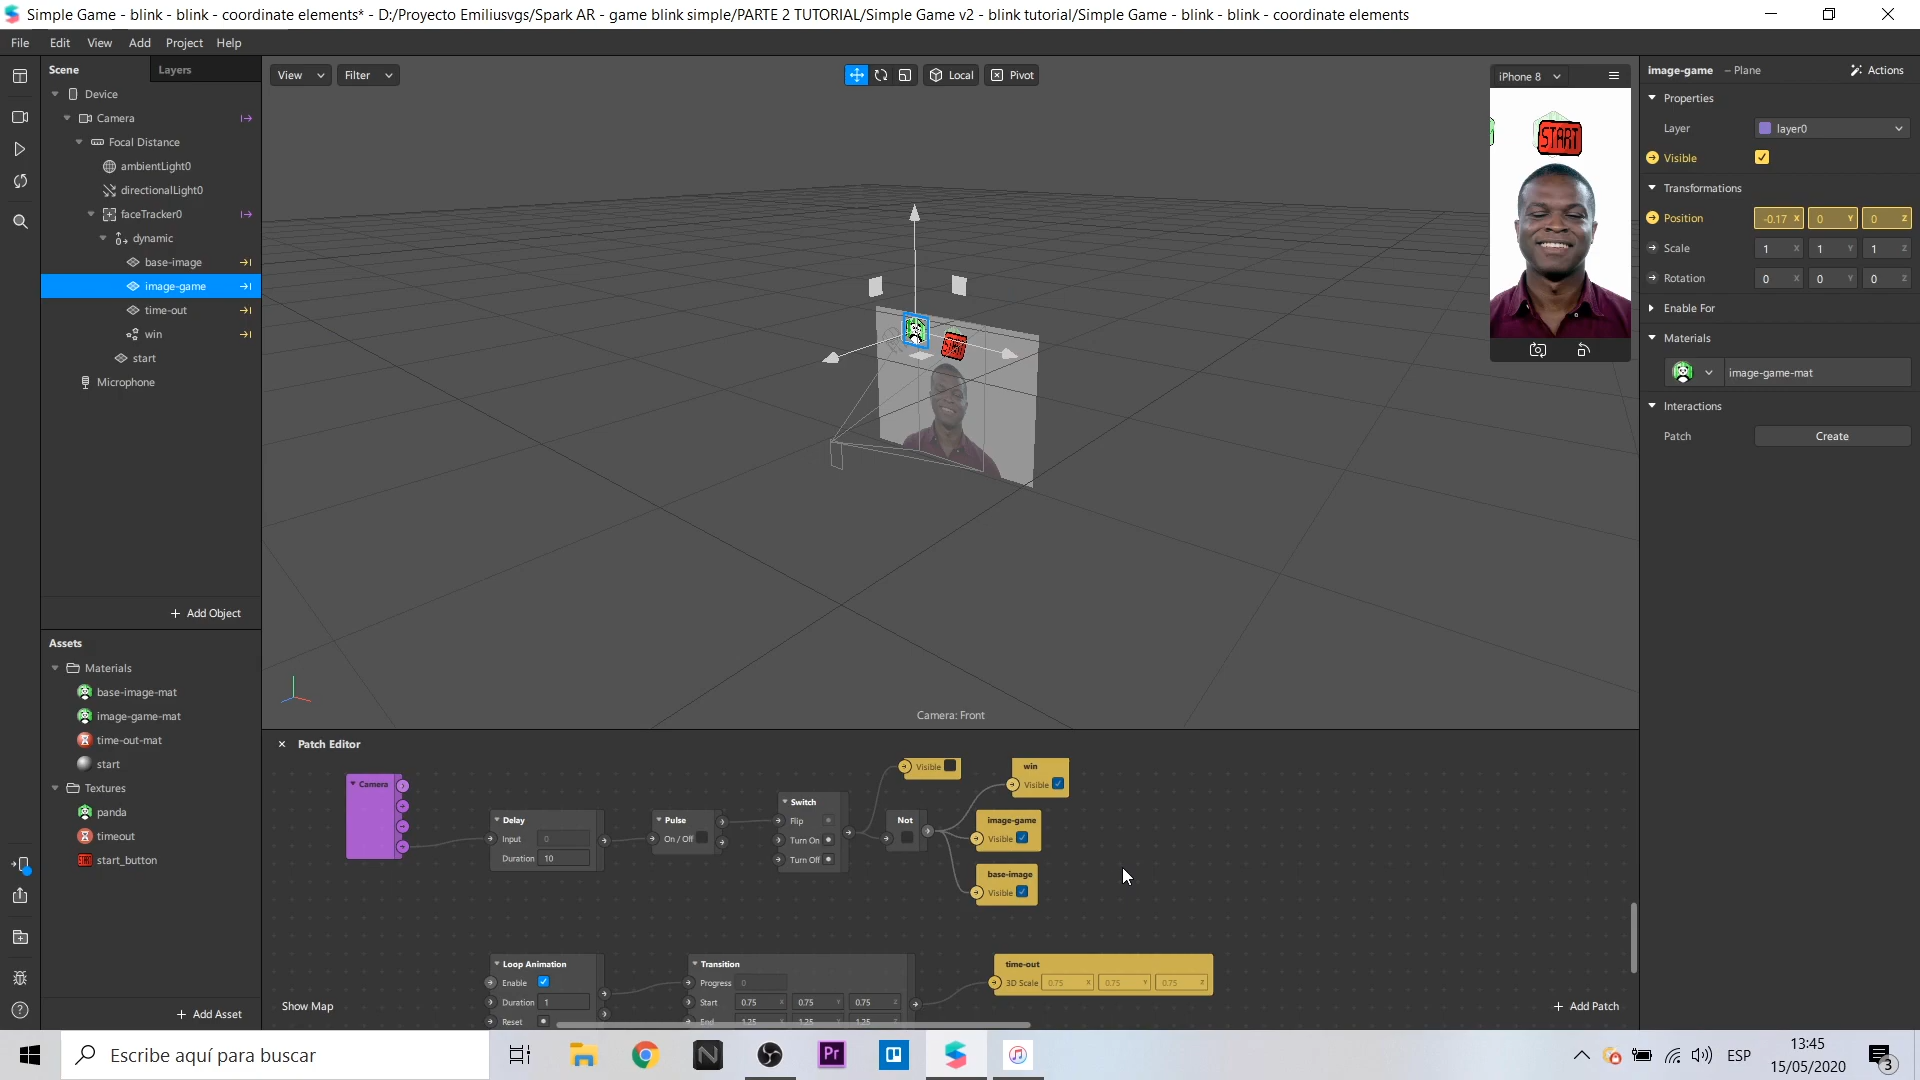 Simple Game - blink - blink - coordinate elements* - D:/Proyecto Emiliusvgs/Spark AR - game blink simple/PARTE 2 TUTORIAL/Simple Game v2 - blink tutorial/Simple Game - blink - blink - coordinate elements
File Edit View Add Project Help
Scene Layers
Device
Camera
Focal Distance
ambientLight0
directionalLight0
faceTracker0
dynamic
base-image
image-game
time-out
win
start
Microphone
+ Add Object
Assets
Materials
base-image-mat
image-game-mat
time-out-mat
start
Textures
panda
timeout
start_button
+ Add Asset
View Filter
Local Pivot
START
Camera: Front
iPhone 8
START
image-game – Plane Actions
Properties
Layer layer0
Visible
Transformations
Position -0.17 X 0 Y 0 Z
Scale 1 X 1 Y 1 Z
Rotation 0 X 0 Y 0 Z
Enable For
Materials
image-game-mat
Interactions
Patch Create
Patch Editor
Camera
Delay
Input 0
Duration 10
Pulse
On / Off
Switch
Flip
Turn On
Turn Off
Not
Visible
win
Visible
image-game
Visible
base-image
Visible
Loop Animation
Enable
Duration 1
Reset
Transition
Progress 0
Start 0.75 X 0.75 Y 0.75 Z
End 1.25 1.25 1.25
time-out
3D Scale 0.75 X 0.75 Y 0.75 Z
Show Map
+ Add Patch
Escribe aquí para buscar
Pr
ESP
13:45
15/05/2020
3